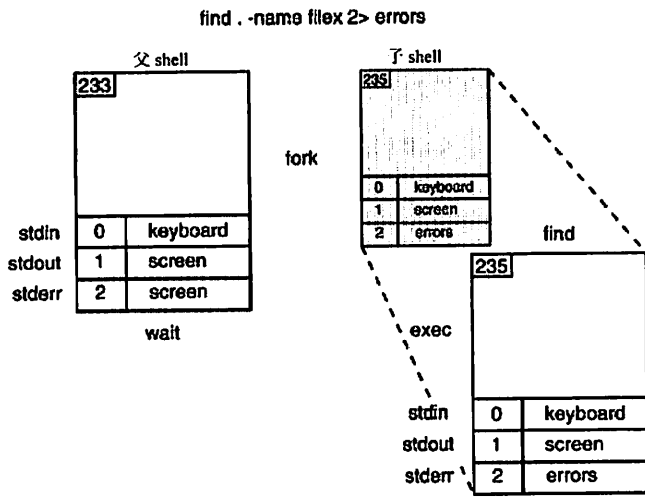 find . -name filex 2> errors
父 shell
子 shell
233
235
fork
0 keyboard
1 screen
2 errors
stdin 0 keyboard
stdout 1 screen
stderr 2 screen
wait
find
235
exec
stdin 0 keyboard
stdout 1 screen
stderr 2 errors